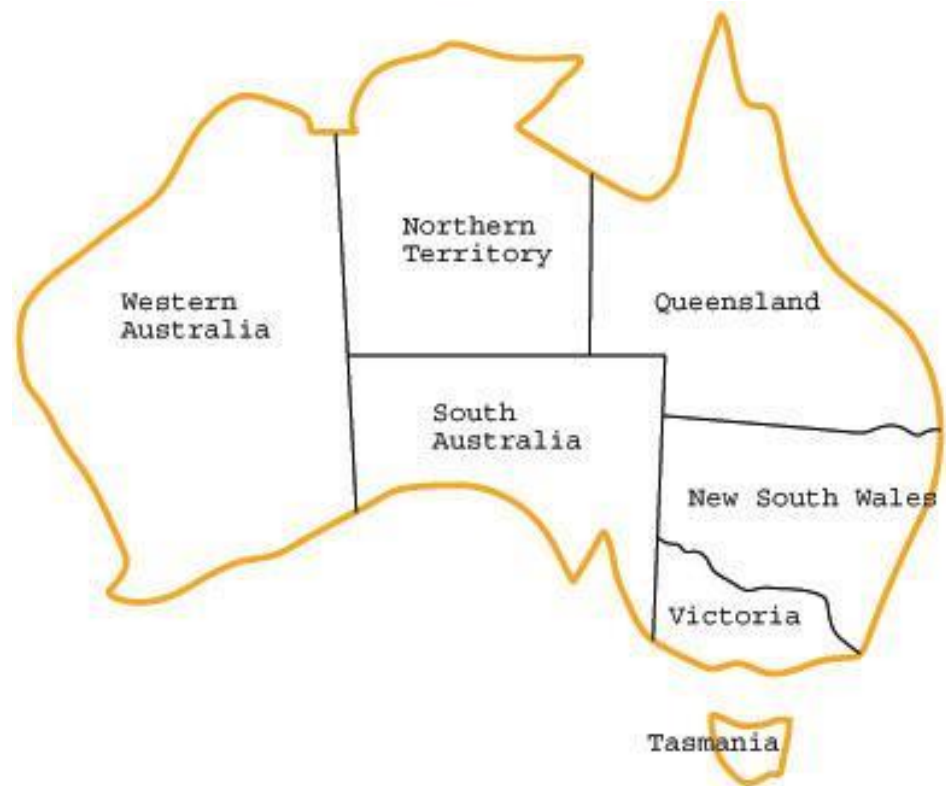 Northern
Territory
Western
Australia
Queensland
South
Australia
New South Wales
Victoria
Tasmania